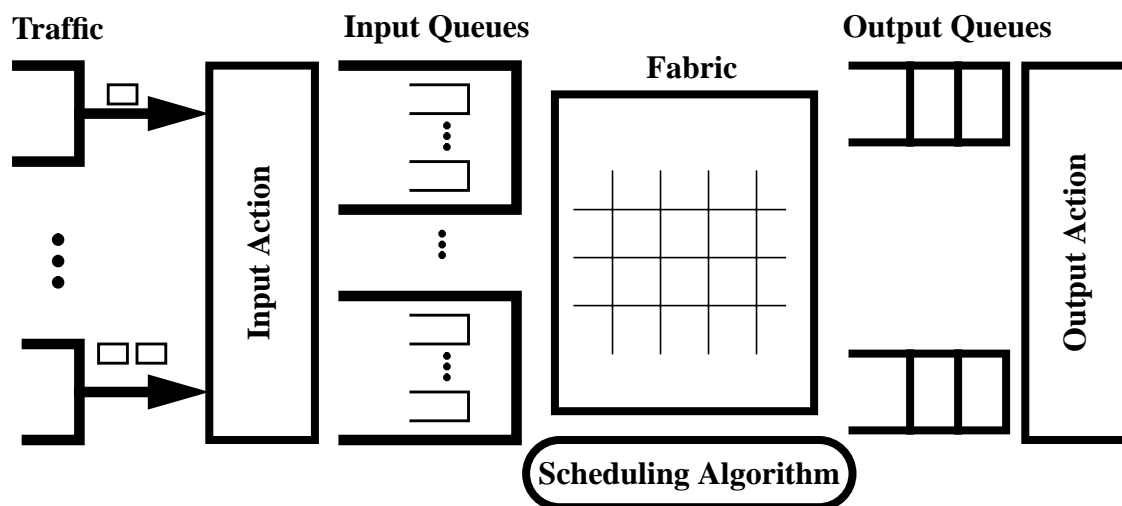 Traffic
Input Queues
Output Queues
Fabric
Input Action
Output Action
Scheduling Algorithm